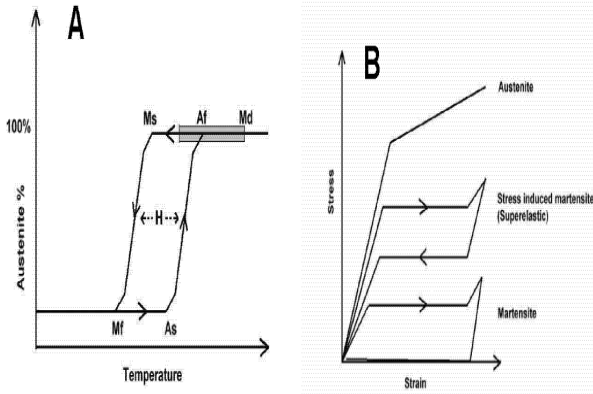 A
Austenite %
100%
Ms
Af
Md
H
Mf
As
Temperature
B
Stress
Austenite
Stress induced martensite
(Superelastic)
Martensite
Strain